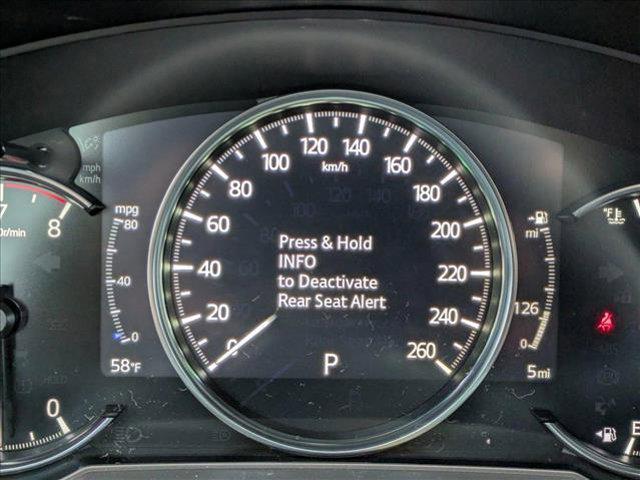 mph
km/h
7
8
0r/min
mpg
80
40
0
58°F
HOLD
0
0
20
40
60
80
100
120
140
160
180
200
220
240
260
km/h
Press & Hold
INFO
to Deactivate
Rear Seat Alert
P
mi
126
0
5 mi
°F
E